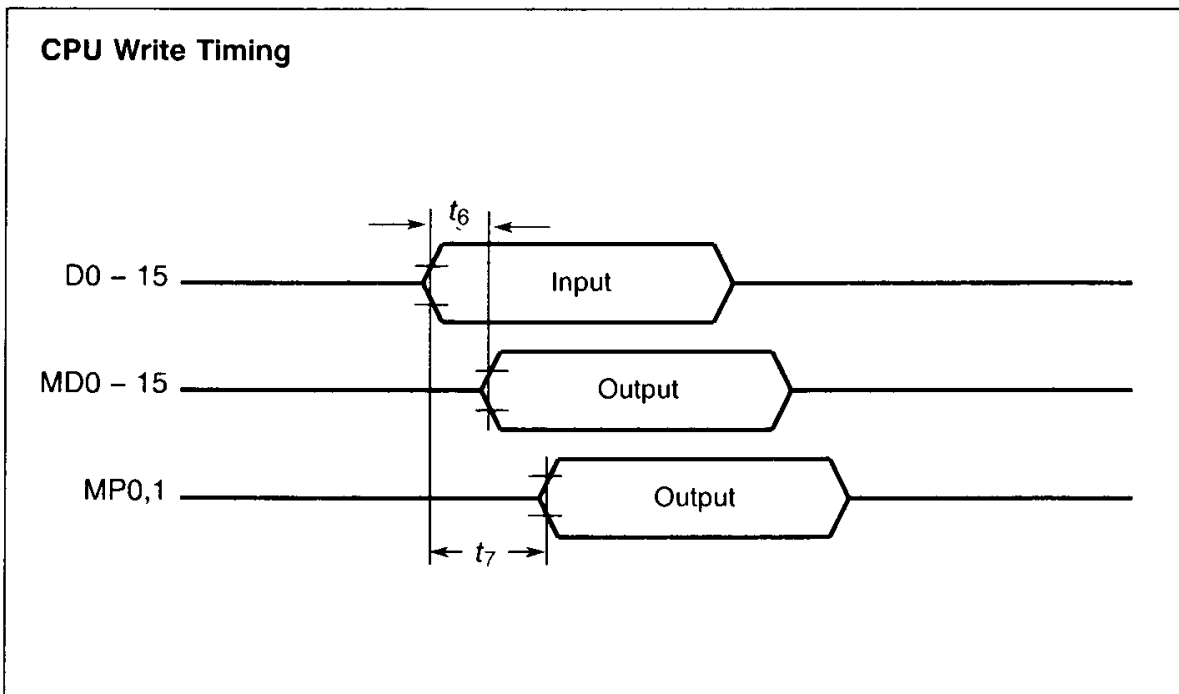 CPU Write Timing
t6
D0 – 15
Input
MD0 – 15
Output
MP0,1
Output
t7